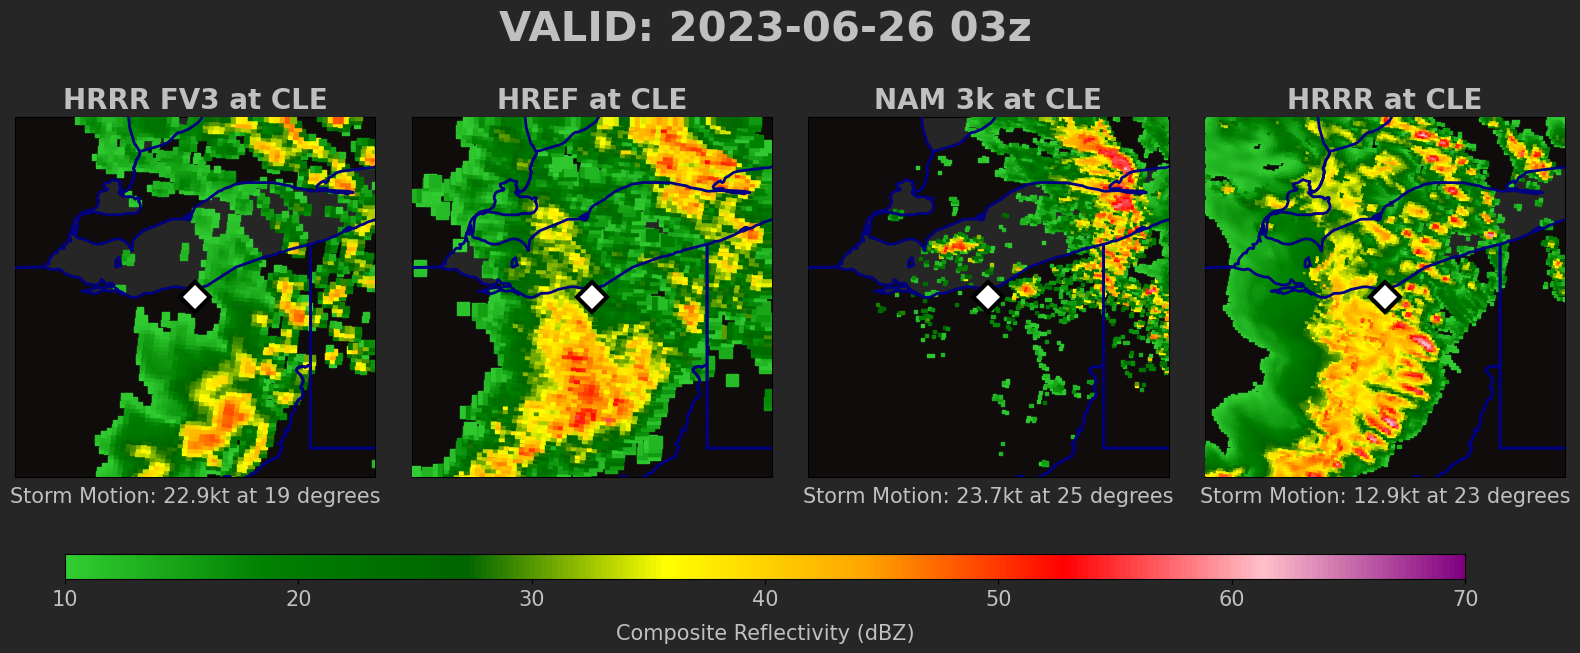 VALID: 2023-06-26 03z
HRRR FV3 at CLE
HREF at CLE
NAM 3k at CLE
HRRR at CLE
Storm Motion: 22.9kt at 19 degrees
Storm Motion: 23.7kt at 25 degrees
Storm Motion: 12.9kt at 23 degrees
10 20 30 40 50 60 70
Composite Reflectivity (dBZ)